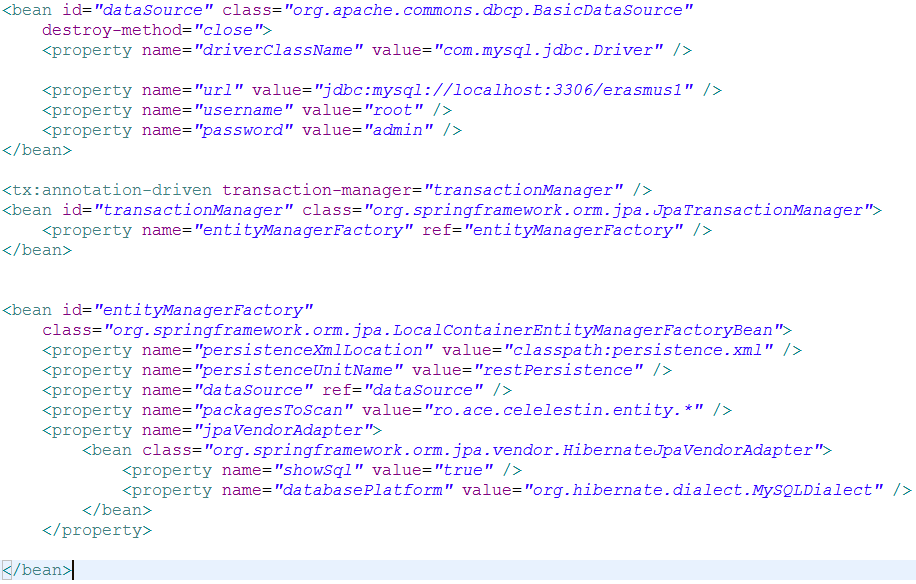 <bean id="dataSource" class="org.apache.commons.dbcp.BasicDataSource"
destroy-method="close">
<property name="driverClassName" value="com.mysql.jdbc.Driver" />
<property name="url" value="jdbc:mysql://localhost:3306/erasmus1" />
<property name="username" value="root" />
<property name="password" value="admin" />
</bean>
<tx:annotation-driven transaction-manager="transactionManager" />
<bean id="transactionManager" class="org.springframework.orm.jpa.JpaTransactionManager">
<property name="entityManagerFactory" ref="entityManagerFactory" />
</bean>
<bean id="entityManagerFactory"
class="org.springframework.orm.jpa.LocalContainerEntityManagerFactoryBean">
<property name="persistenceXmlLocation" value="classpath:persistence.xml" />
<property name="persistenceUnitName" value="restPersistence" />
<property name="dataSource" ref="dataSource" />
<property name="packagesToScan" value="ro.ace.celelestin.entity.*" />
<property name="jpaVendorAdapter">
<bean class="org.springframework.orm.jpa.vendor.HibernateJpaVendorAdapter">
<property name="showSql" value="true" />
<property name="databasePlatform" value="org.hibernate.dialect.MySQLDialect" />
</bean>
</property>
</bean>